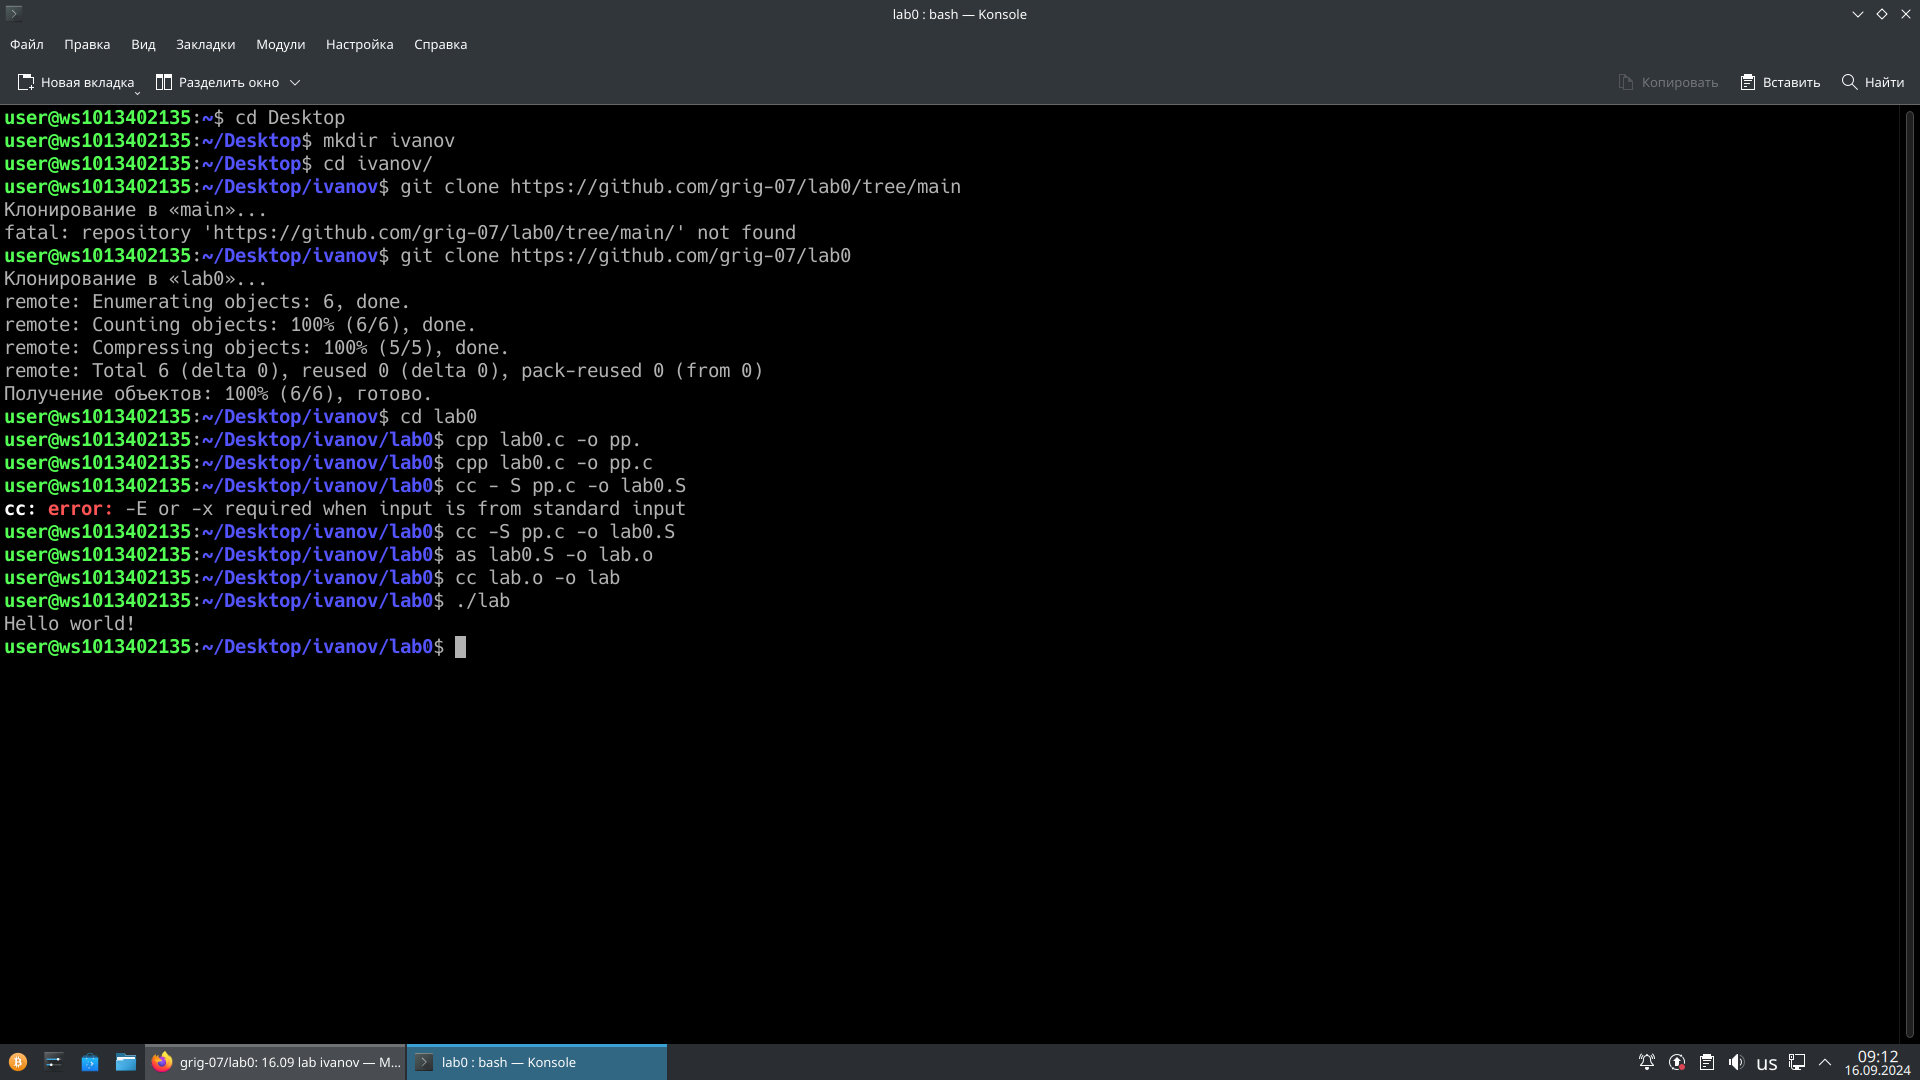 lab0 : bash — Konsole
Файл Правка Вид Закладки Модули Настройка Справка
Новая вкладка Разделить окно Копировать Вставить Найти
user@ws1013402135:~$ cd Desktop
user@ws1013402135:~/Desktop$ mkdir ivanov
user@ws1013402135:~/Desktop$ cd ivanov/
user@ws1013402135:~/Desktop/ivanov$ git clone https://github.com/grig-07/lab0/tree/main
Клонирование в «main»...
fatal: repository 'https://github.com/grig-07/lab0/tree/main/' not found
user@ws1013402135:~/Desktop/ivanov$ git clone https://github.com/grig-07/lab0
Клонирование в «lab0»...
remote: Enumerating objects: 6, done.
remote: Counting objects: 100% (6/6), done.
remote: Compressing objects: 100% (5/5), done.
remote: Total 6 (delta 0), reused 0 (delta 0), pack-reused 0 (from 0)
Получение объектов: 100% (6/6), готово.
user@ws1013402135:~/Desktop/ivanov$ cd lab0
user@ws1013402135:~/Desktop/ivanov/lab0$ cpp lab0.c -o pp.
user@ws1013402135:~/Desktop/ivanov/lab0$ cpp lab0.c -o pp.c
user@ws1013402135:~/Desktop/ivanov/lab0$ cc - S pp.c -o lab0.S
cc: error: -E or -x required when input is from standard input
user@ws1013402135:~/Desktop/ivanov/lab0$ cc -S pp.c -o lab0.S
user@ws1013402135:~/Desktop/ivanov/lab0$ as lab0.S -o lab.o
user@ws1013402135:~/Desktop/ivanov/lab0$ cc lab.o -o lab
user@ws1013402135:~/Desktop/ivanov/lab0$ ./lab
Hello world!
user@ws1013402135:~/Desktop/ivanov/lab0$
grig-07/lab0: 16.09 lab ivanov — M... lab0 : bash — Konsole us 09:12
16.09.2024